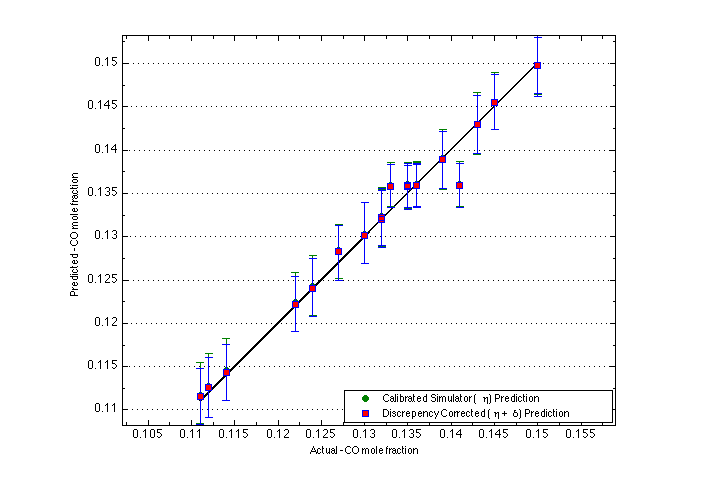 0.15
0.145
0.14
0.135
0.13
0.125
0.12
0.115
0.11
Predicted - CO mole fraction
Calibrated Simulator ( η) Prediction
Discrepency Corrected ( η + δ) Prediction
0.105 0.11 0.115 0.12 0.125 0.13 0.135 0.14 0.145 0.15 0.155
Actual - CO mole fraction